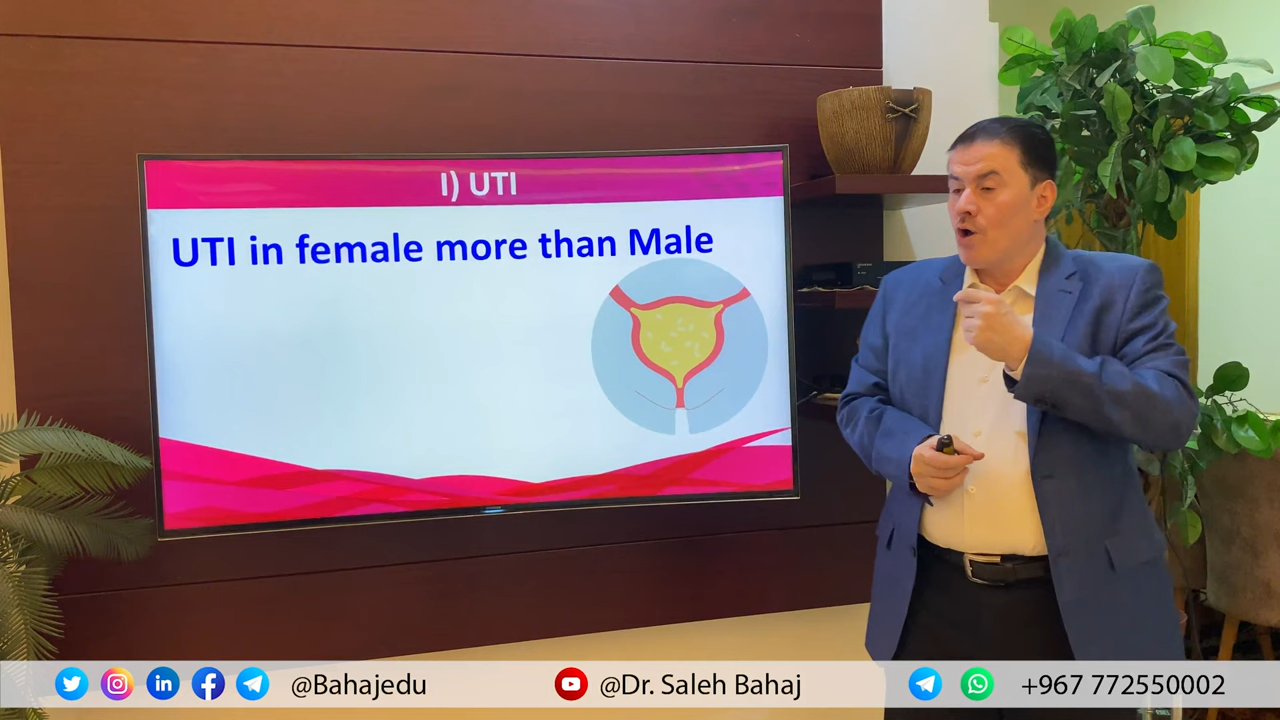 I) UTI
UTI in female more than Male
@Bahajedu
@Dr. Saleh Bahaj
+967 772550002